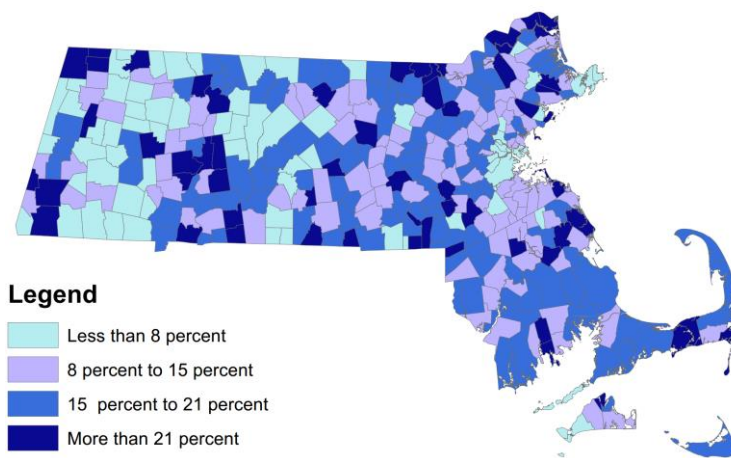 Legend
Less than 8 percent
8 percent to 15 percent
15 percent to 21 percent
More than 21 percent